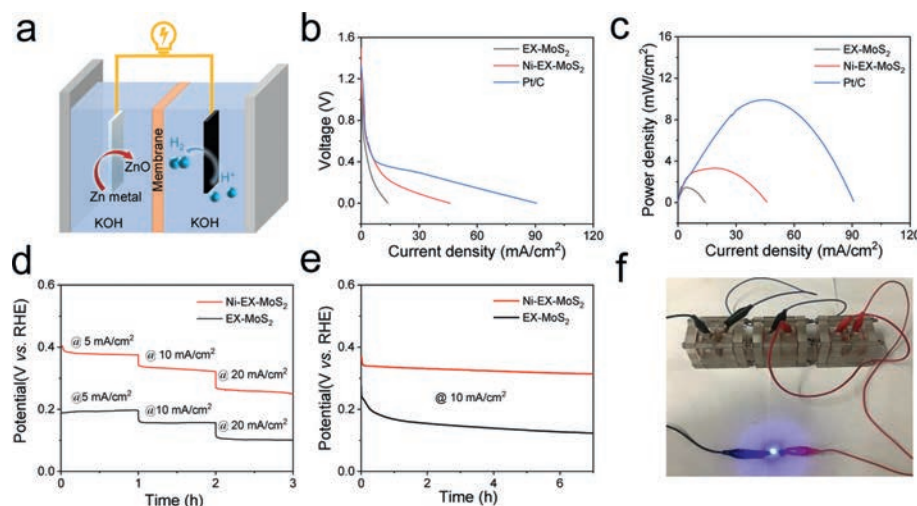 a
H₂
ZnO
H⁺
Zn metal
Membrane
KOH
KOH
b
EX-MoS₂
Ni-EX-MoS₂
Pt/C
Voltage (V)
1.6
1.2
0.8
0.4
0.0
0 30 60 90 120
Current density (mA/cm²)
c
EX-MoS₂
Ni-EX-MoS₂
Pt/C
Power density (mW/cm²)
16
12
8
4
0
0 30 60 90 120
Current density (mA/cm²)
d
Ni-EX-MoS₂
EX-MoS₂
Potential(V vs. RHE)
0.6
0.4
0.2
0.0
@ 5 mA/cm²
@ 10 mA/cm²
@ 20 mA/cm²
@5 mA/cm²
@10 mA/cm²
@ 20 mA/cm²
0 1 2 3
Time (h)
e
Ni-EX-MoS₂
EX-MoS₂
Potential(V vs. RHE)
0.6
0.4
0.2
0.0
@ 10 mA/cm²
0 2 4 6
Time (h)
f